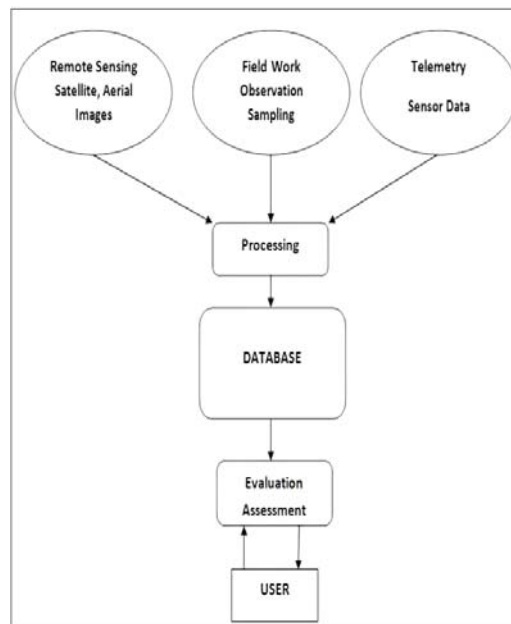 Remote Sensing
Satellite, Aerial
Images
Field Work
Observation
Sampling
Telemetry
Sensor Data
Processing
DATABASE
Evaluation
Assessment
USER